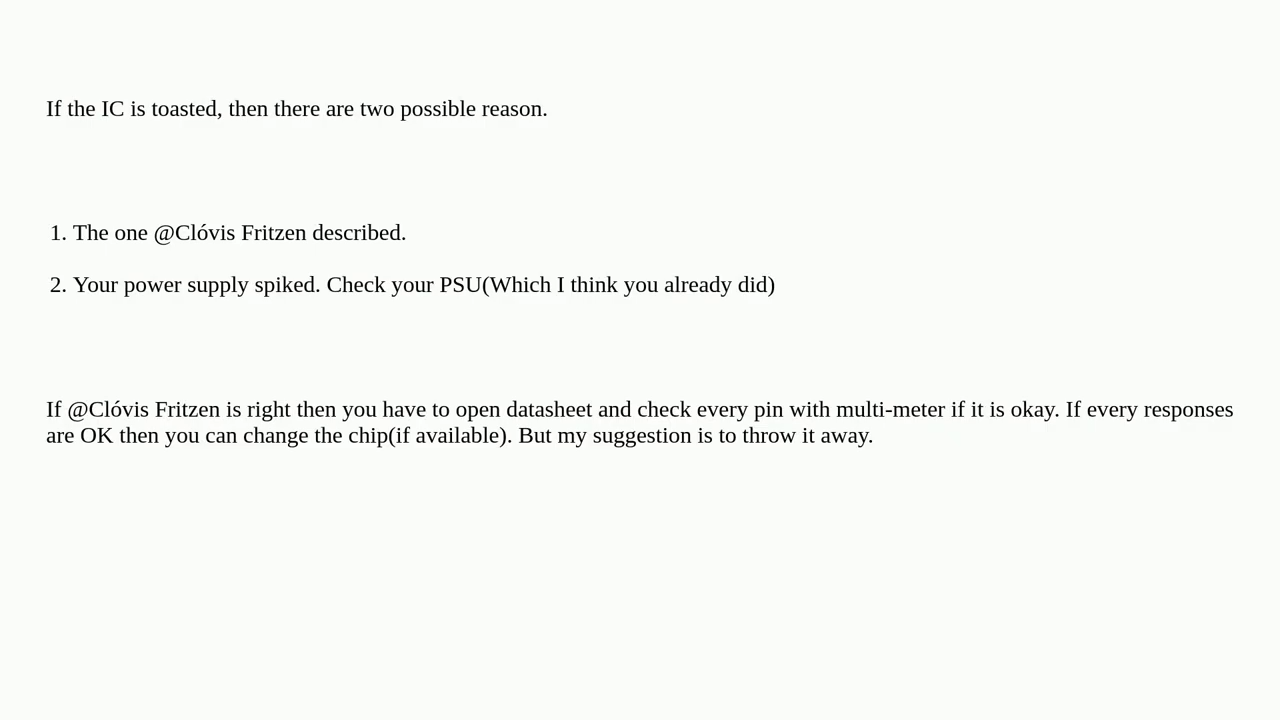 If the IC is toasted, then there are two possible reason.
1. The one @Clóvis Fritzen described.
2. Your power supply spiked. Check your PSU(Which I think you already did)
If @Clóvis Fritzen is right then you have to open datasheet and check every pin with multi-meter if it is okay. If every responses
are OK then you can change the chip(if available). But my suggestion is to throw it away.